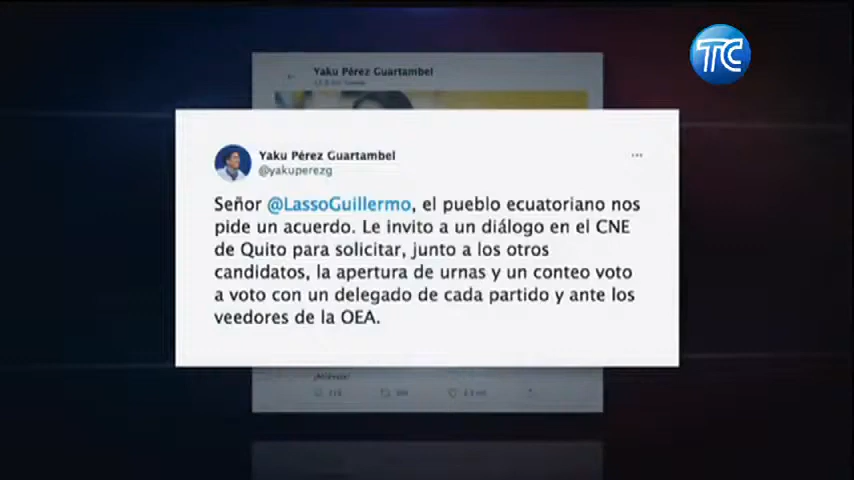 TC
Yaku Pérez Guartambel
Yaku Pérez Guartambel
@yakuperezg
Señor @LassoGuillermo, el pueblo ecuatoriano nos
pide un acuerdo. Le invito a un diálogo en el CNE
de Quito para solicitar, junto a los otros
candidatos, la apertura de urnas y un conteo voto
a voto con un delegado de cada partido y ante los
veedores de la OEA.